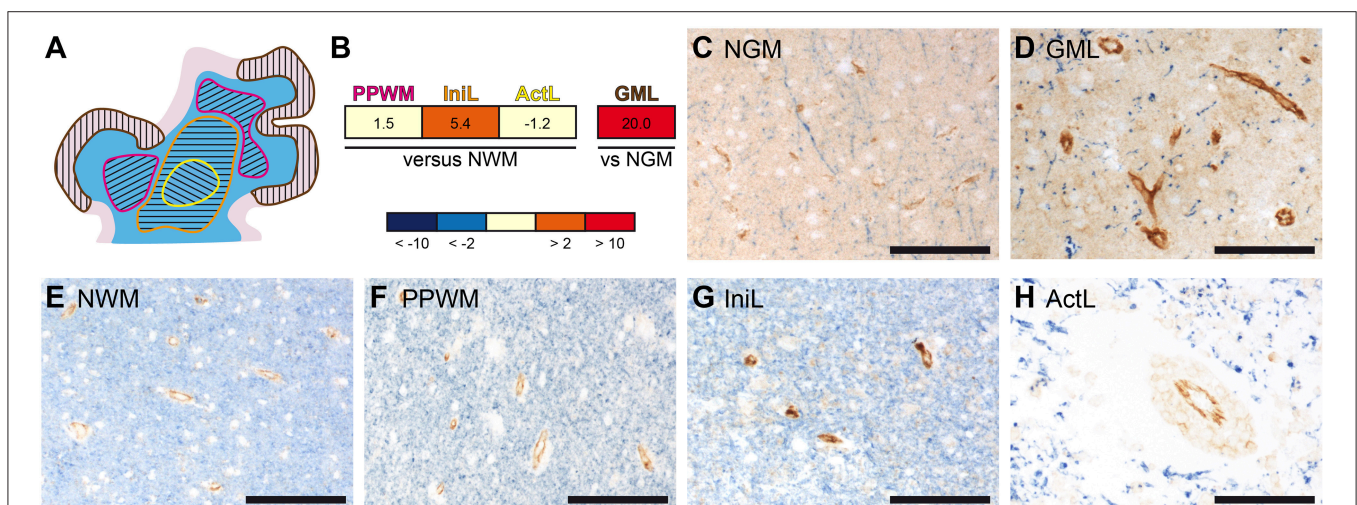 A
B
PPWM IniL ActL GML
1.5 5.4 -1.2 20.0
versus NWM vs NGM
< -10 < -2 > 2 > 10
C NGM
D GML
E NWM
F PPWM
G IniL
H ActL